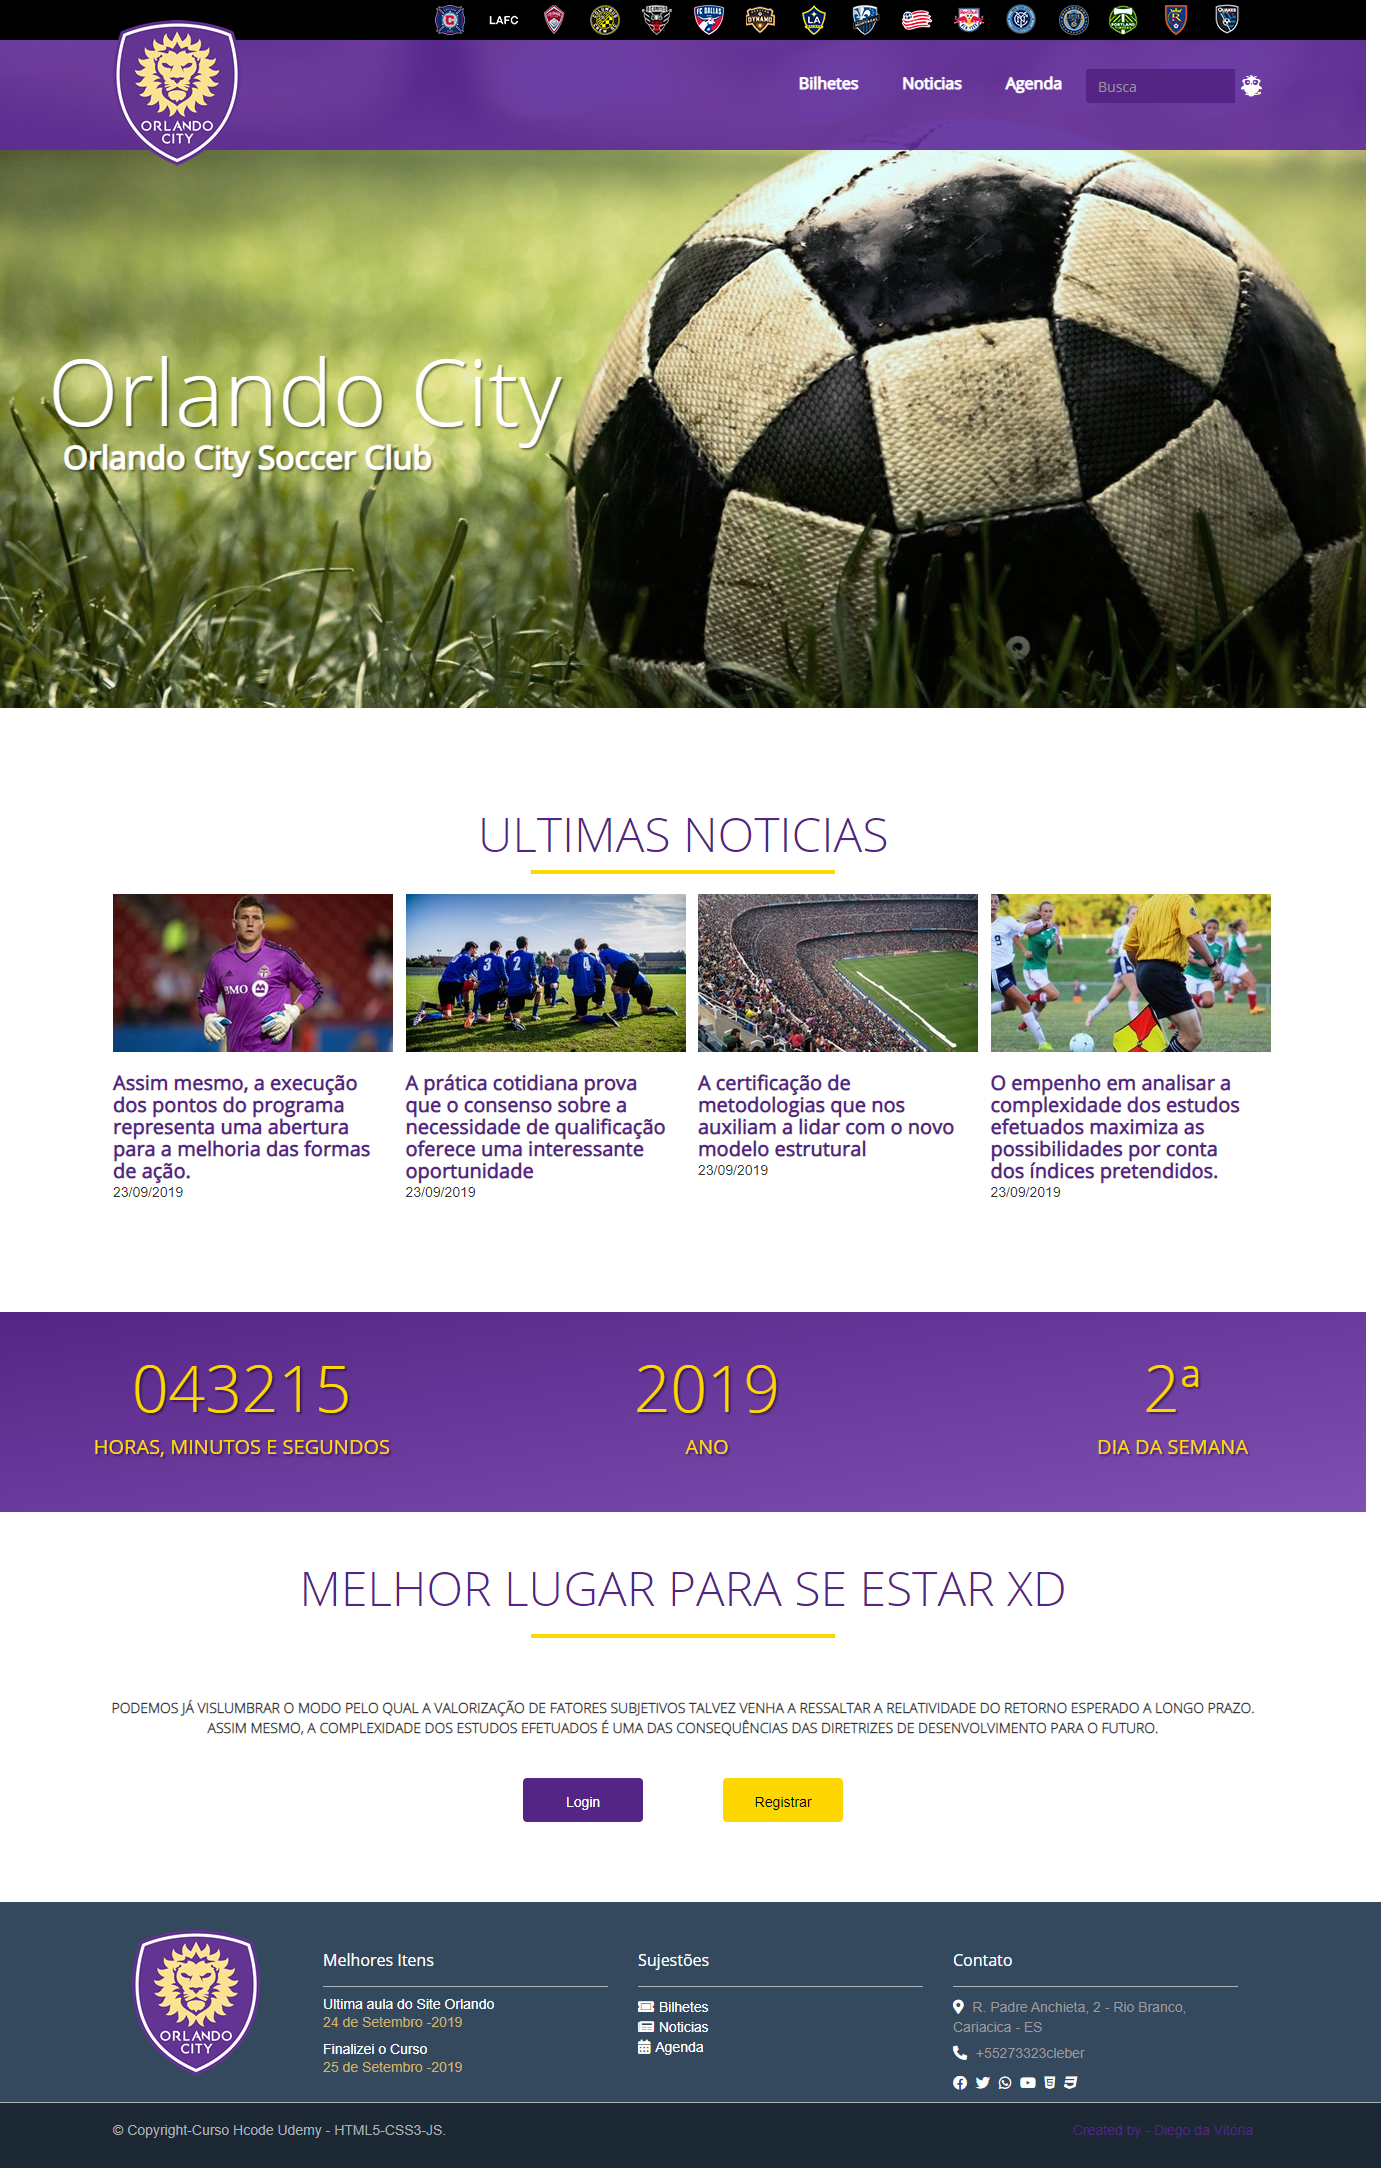 LAFC
FC DALLAS
DYNAMO
LA
ORLANDO
CITY
Bilhetes
Noticias
Agenda
Busca
Orlando City
Orlando City Soccer Club
ULTIMAS NOTICIAS
BMO
3 2 4
Assim mesmo, a execução
dos pontos do programa
representa uma abertura
para a melhoria das formas
de ação.
23/09/2019
A prática cotidiana prova
que o consenso sobre a
necessidade de qualificação
oferece uma interessante
oportunidade
23/09/2019
A certificação de
metodologias que nos
auxiliam a lidar com o novo
modelo estrutural
23/09/2019
O empenho em analisar a
complexidade dos estudos
efetuados maximiza as
possibilidades por conta
dos índices pretendidos.
23/09/2019
043215
HORAS, MINUTOS E SEGUNDOS
2019
ANO
2ª
DIA DA SEMANA
MELHOR LUGAR PARA SE ESTAR XD
PODEMOS JÁ VISLUMBRAR O MODO PELO QUAL A VALORIZAÇÃO DE FATORES SUBJETIVOS TALVEZ VENHA A RESSALTAR A RELATIVIDADE DO RETORNO ESPERADO A LONGO PRAZO.
ASSIM MESMO, A COMPLEXIDADE DOS ESTUDOS EFETUADOS É UMA DAS CONSEQUÊNCIAS DAS DIRETRIZES DE DESENVOLVIMENTO PARA O FUTURO.
Login
Registrar
ORLANDO
CITY
Melhores Itens
Ultima aula do Site Orlando
24 de Setembro -2019
Finalizei o Curso
25 de Setembro -2019
Sujestões
Bilhetes
Noticias
Agenda
Contato
R. Padre Anchieta, 2 - Rio Branco,
Cariacica - ES
+55273323cleber
© Copyright-Curso Hcode Udemy - HTML5-CSS3-JS.
Created by - Diego da Vitória